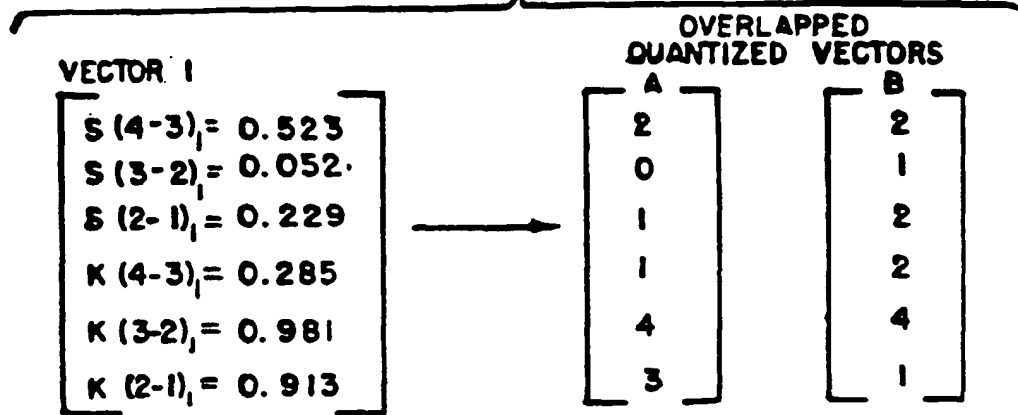 OVERLAPPED
QUANTIZED VECTORS
VECTOR 1 A B
S (4-3)₁= 0.523 2 2
S (3-2)₁= 0.052. 0 1
S (2-1)₁= 0.229 1 2
K (4-3)₁= 0.285 1 2
K (3-2)₁= 0.981 4 4
K (2-1)₁= 0.913 3 1